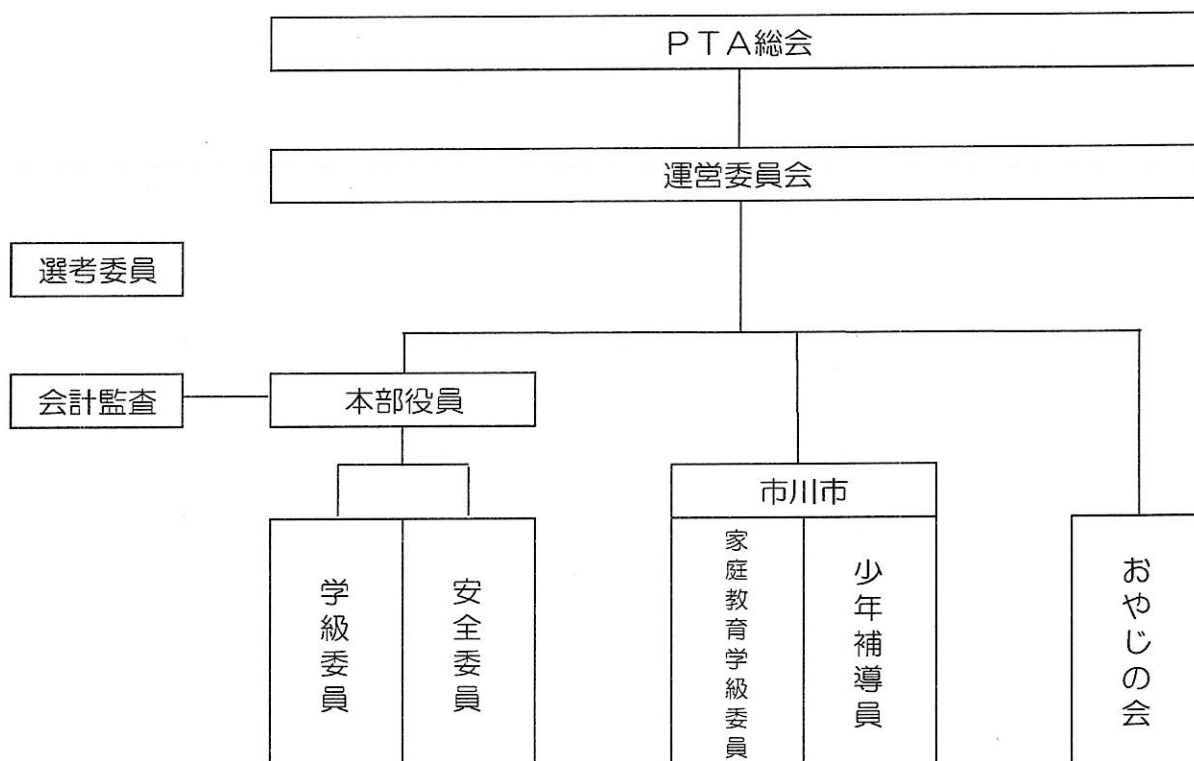 PTA総会
運営委員会
選考委員
会計監査
本部役員
市川市
学級委員
安全委員
家庭教育学級委員
少年補導員
おやじの会